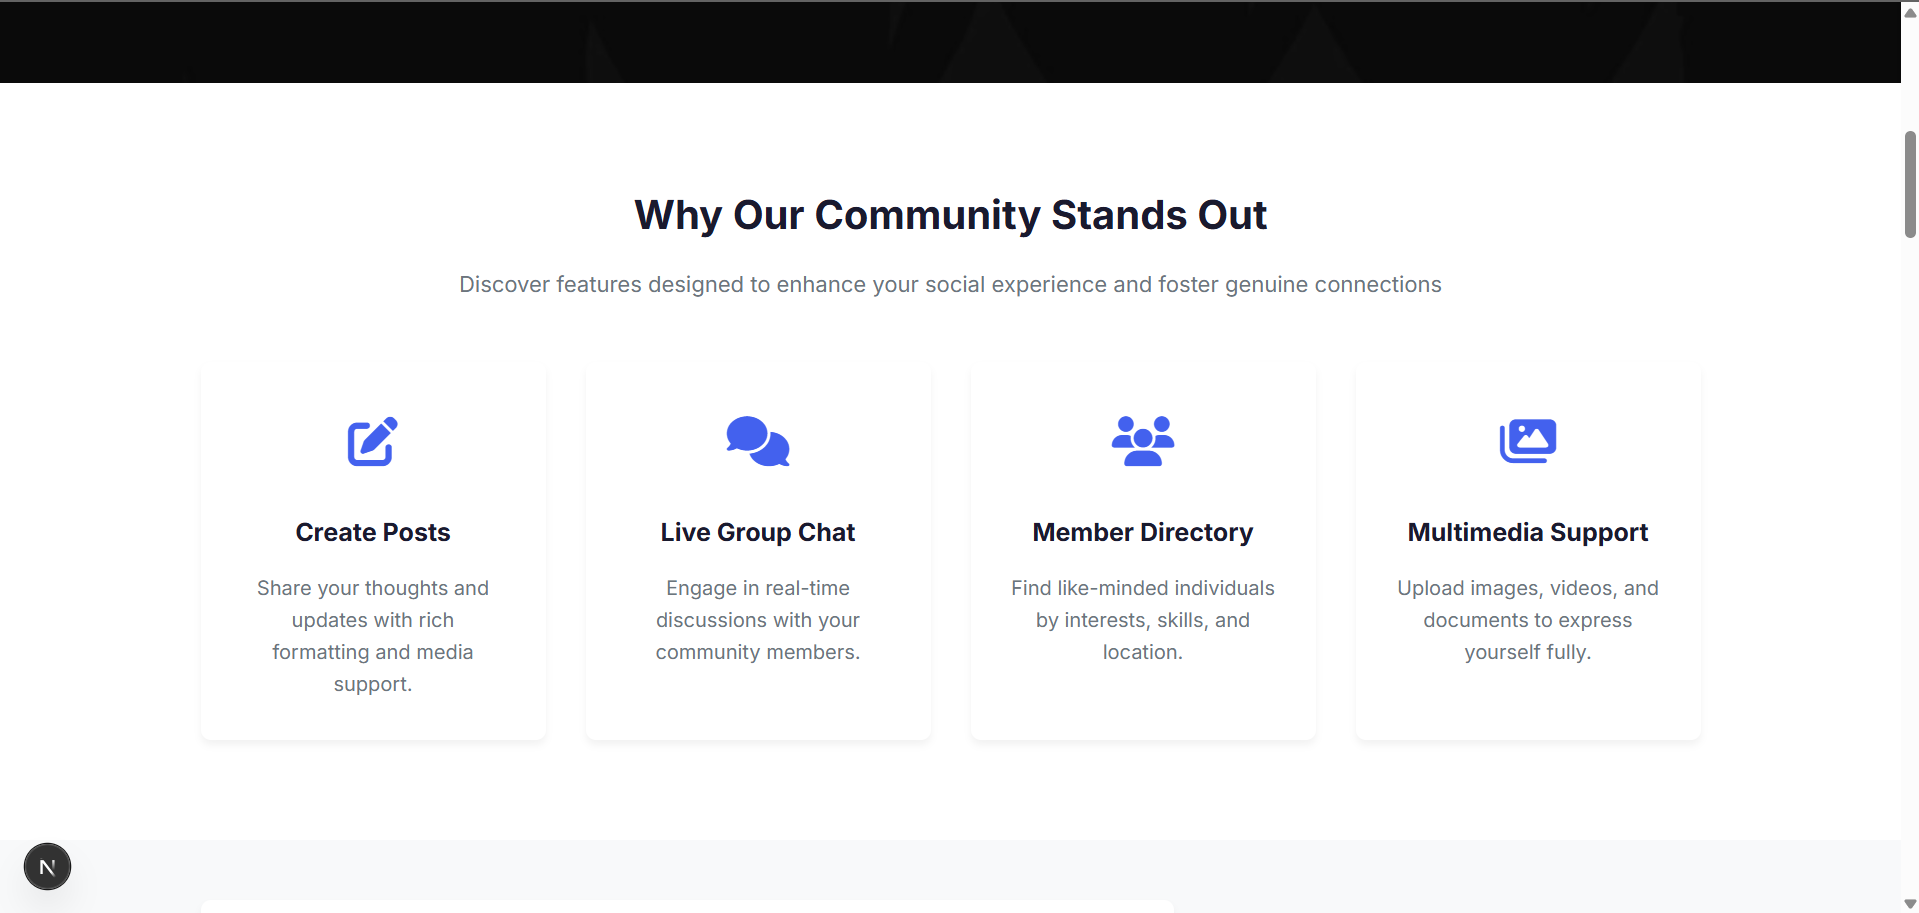 Why Our Community Stands Out
Discover features designed to enhance your social experience and foster genuine connections
Create Posts
Share your thoughts and
updates with rich
formatting and media
support.
Live Group Chat
Engage in real-time
discussions with your
community members.
Member Directory
Find like-minded individuals
by interests, skills, and
location.
Multimedia Support
Upload images, videos, and
documents to express
yourself fully.
N